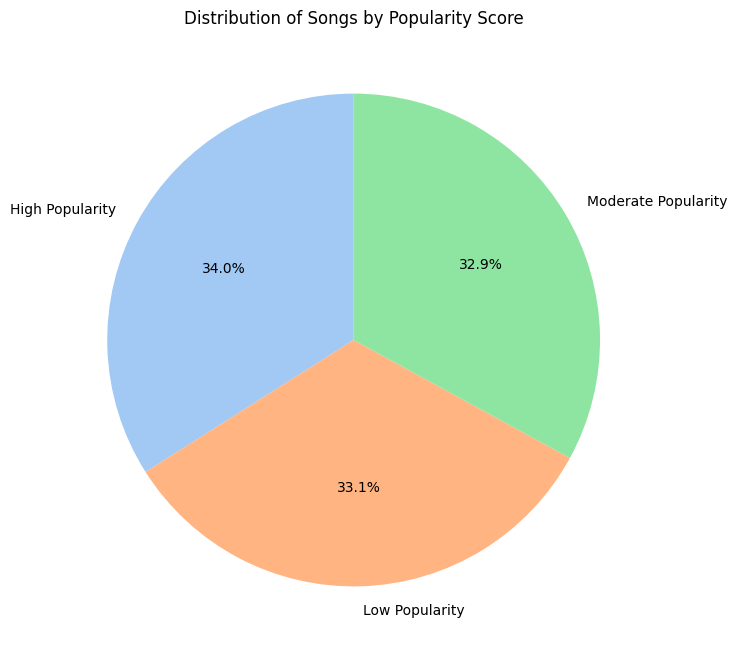 Distribution of Songs by Popularity Score
High Popularity
Moderate Popularity
34.0%
32.9%
33.1%
Low Popularity